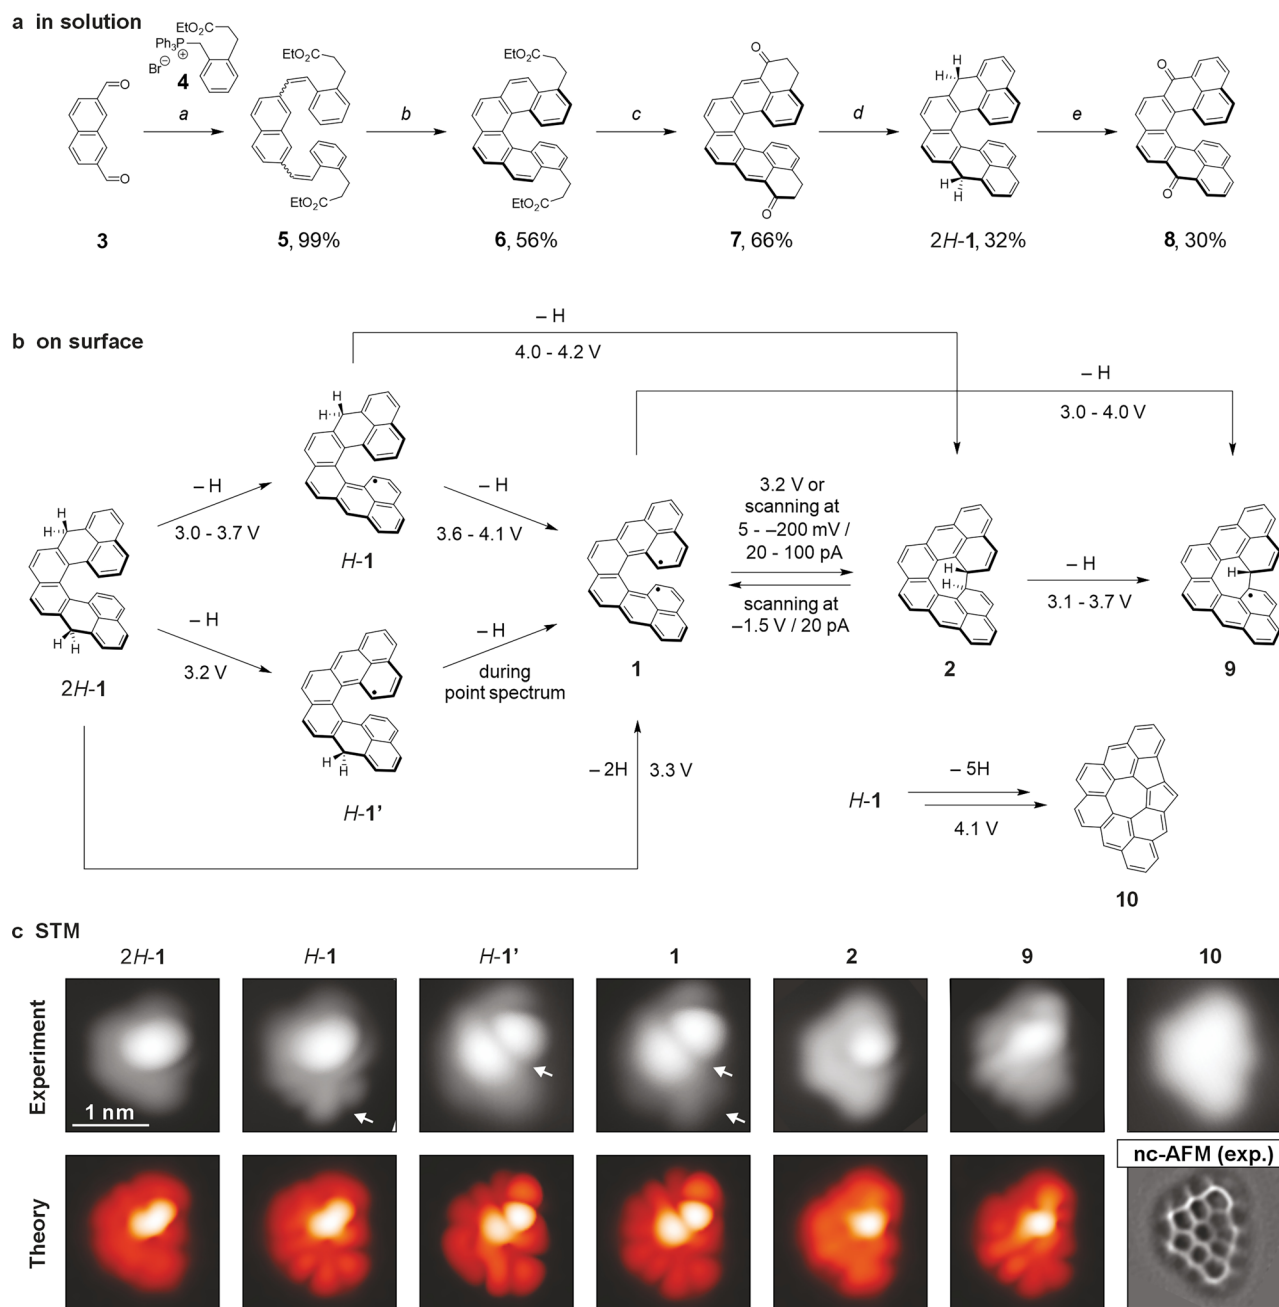 a in solution
EtO₂C
Ph₃P
⊕
Br⊖
4
O
O
a
EtO₂C
EtO₂C
b
EtO₂C
EtO₂C
c
O
O
d
H
H
H
H
e
O
O
3
5, 99%
6, 56%
7, 66%
2H-1, 32%
8, 30%
b on surface
– H
4.0 - 4.2 V
– H
3.0 - 4.0 V
H
H
– H
3.0 - 3.7 V
H-1
– H
3.6 - 4.1 V
3.2 V or
scanning at
5 - –200 mV /
20 - 100 pA
scanning at
–1.5 V / 20 pA
H
H
– H
3.1 - 3.7 V
H
H
H
H
H
2H-1
– H
3.2 V
H
H
H-1’
– H
during
point spectrum
1
2
9
– 2H
3.3 V
H-1
– 5H
4.1 V
10
c STM
2H-1
H-1
H-1’
1
2
9
10
Experiment
1 nm
Theory
nc-AFM (exp.)